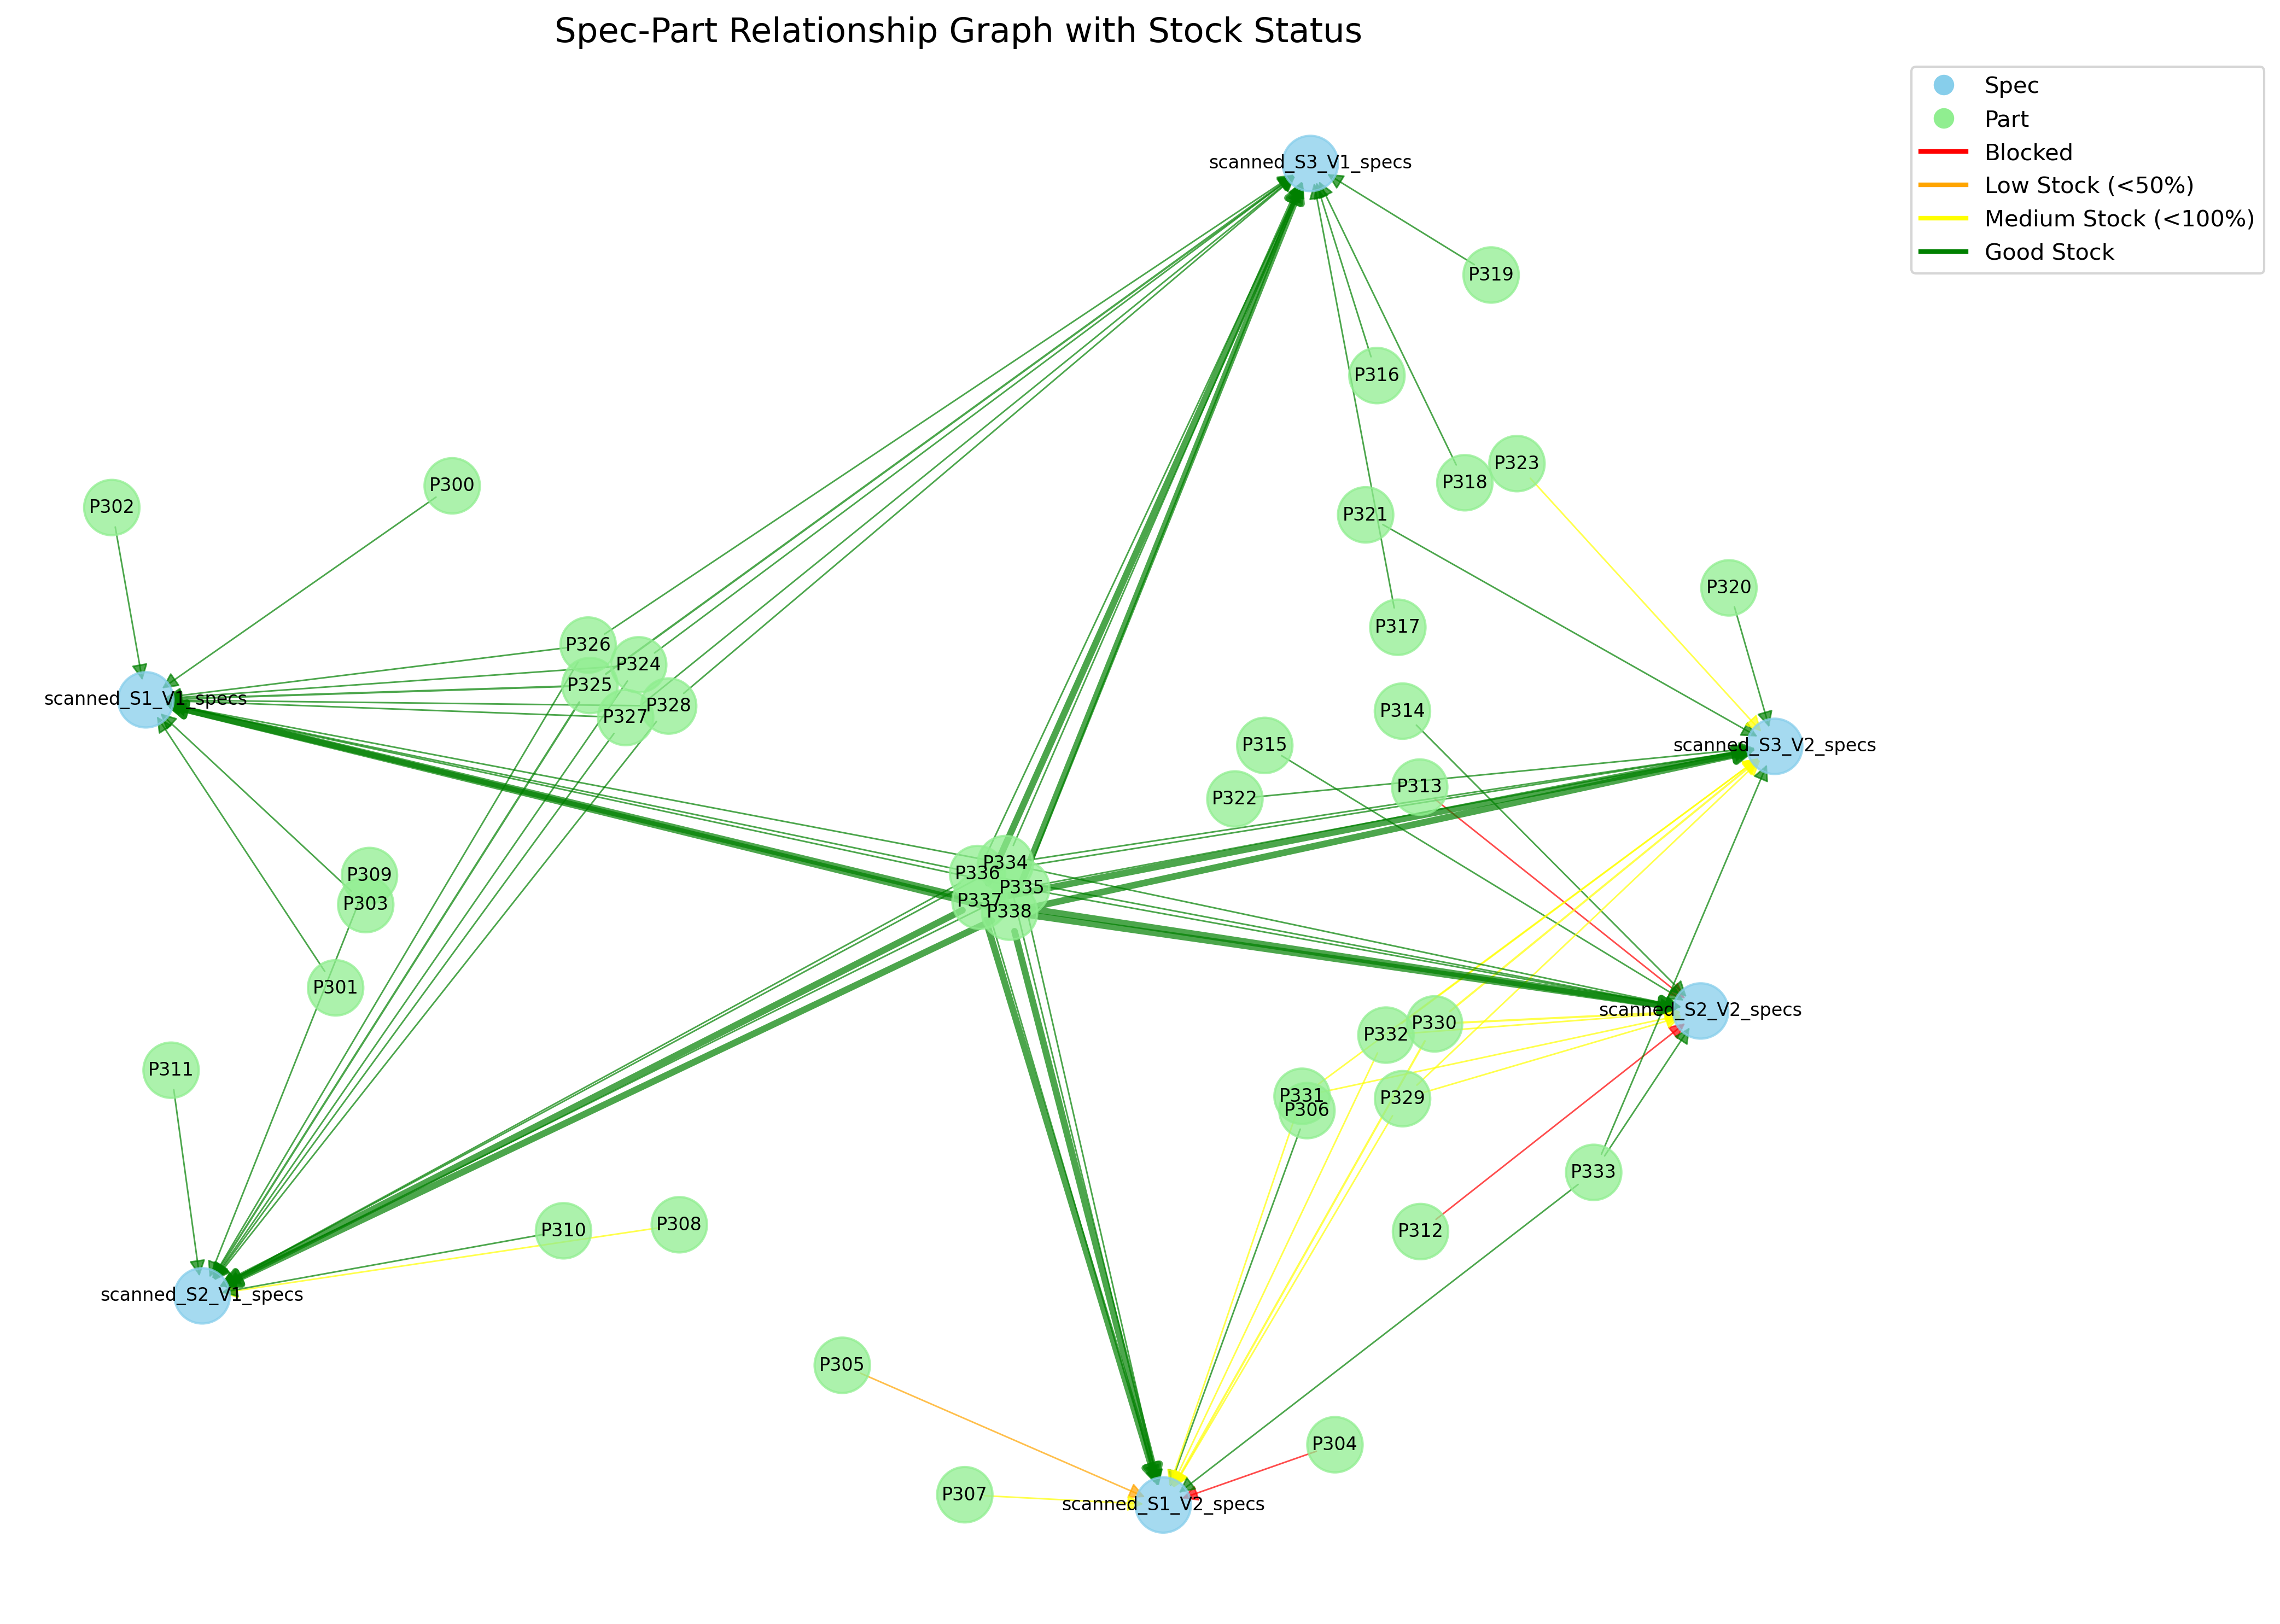 Spec-Part Relationship Graph with Stock Status
Spec
Part
Blocked
Low Stock (<50%)
Medium Stock (<100%)
Good Stock
scanned_S3_V1_specs
P319
P316
P323
P318
P300
P302
P321
P320
P317
P326
P324
P325
scanned_S1_V1_specs
P328
P327
P314
P315
scanned_S3_V2_specs
P313
P322
P334
P336
P309
P335
P337
P303
P338
P301
scanned_S2_V2_specs
P330
P332
P311
P331
P329
P306
P333
P308
P310
P312
scanned_S2_V1_specs
P305
P304
P307
scanned_S1_V2_specs